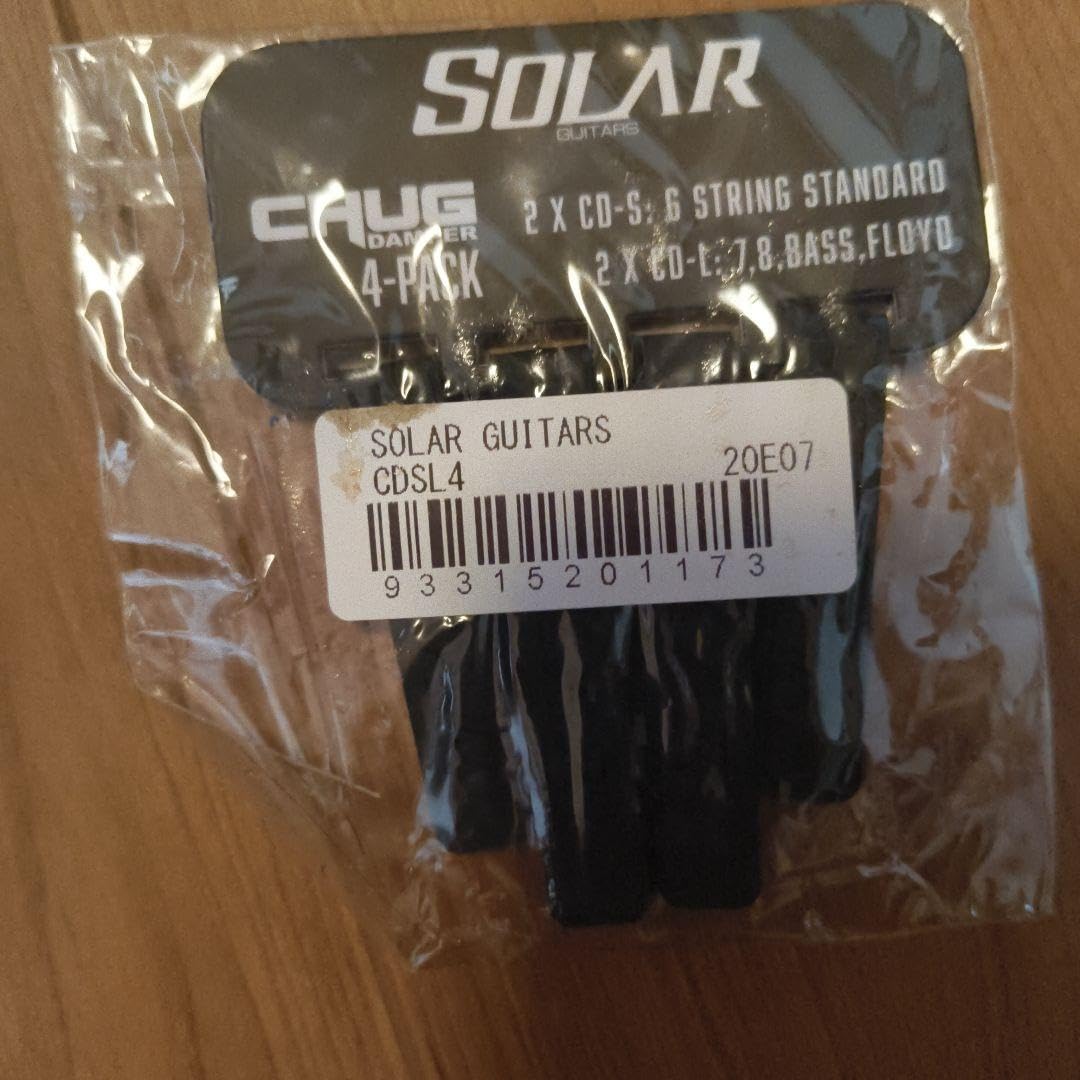 SOLAR
GUITARS
CHUG
DAMPER
4-PACK
2 X CD-S: 6 STRING STANDARD
2 X CD-L: 7,8,BASS,FLOYD
SOLAR GUITARS
CDSL4
20E07
93315201173